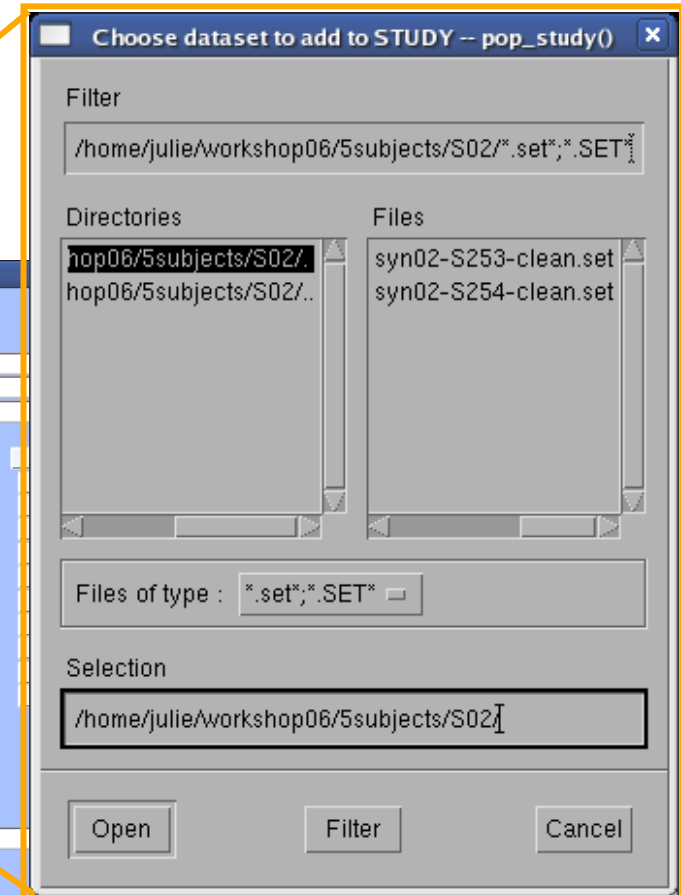 Choose dataset to add to STUDY -- pop_study()
Filter
/home/julie/workshop06/5subjects/S02/*.set*;*.SET*
Directories
Files
hop06/5subjects/S02/.
hop06/5subjects/S02/..
syn02-S253-clean.set
syn02-S254-clean.set
Files of type : *.set*;*.SET*
Selection
/home/julie/workshop06/5subjects/S02/
Open
Filter
Cancel